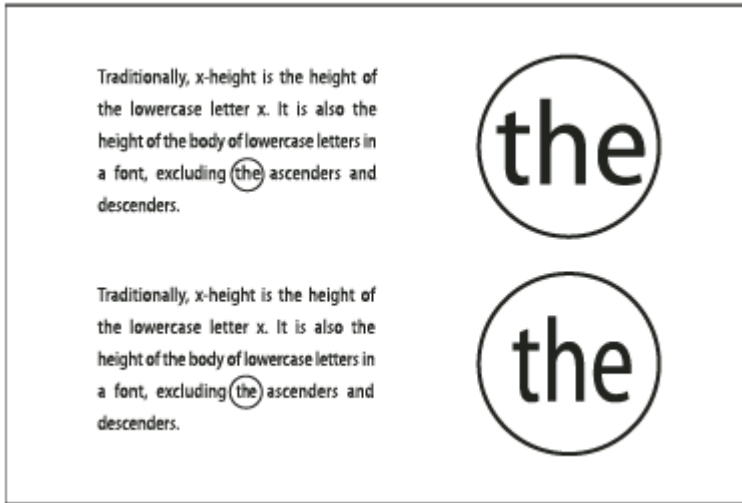 Traditionally, x-height is the height of
the lowercase letter x. It is also the
height of the body of lowercase letters in
a font, excluding the ascenders and
descenders.
the
Traditionally, x-height is the height of
the lowercase letter x. It is also the
height of the body of lowercase letters in
a font, excluding the ascenders and
descenders.
the